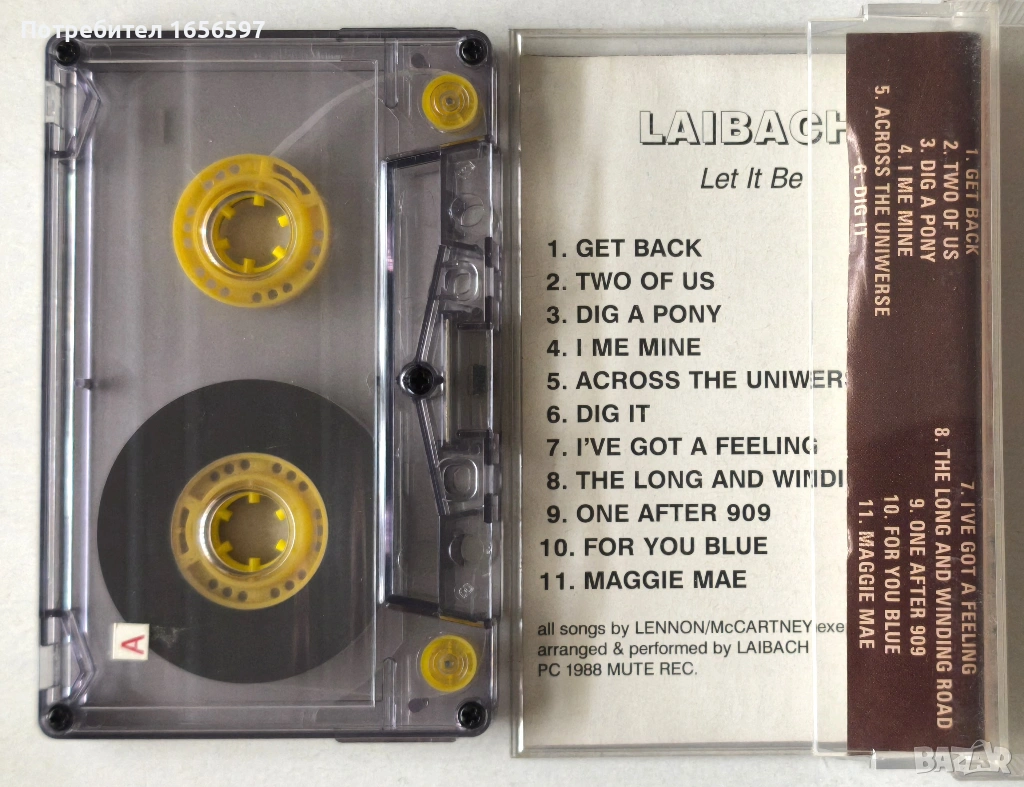 Потребител 1656597
LAIBACH
Let It Be
1. GET BACK
2. TWO OF US
3. DIG A PONY
4. I ME MINE
5. ACROSS THE UNIWERS
6. DIG IT
7. I'VE GOT A FEELING
8. THE LONG AND WINDI
9. ONE AFTER 909
10. FOR YOU BLUE
11. MAGGIE MAE
all songs by LENNON/McCARTNEY exe
arranged & performed by LAIBACH
PC 1988 MUTE REC.
1. GET BACK
2. TWO OF US
3. DIG A PONY
4. I ME MINE
5. ACROSS THE UNIWERSE
6. DIG IT
7. I'VE GOT A FEELING
8. THE LONG AND WINDING ROAD
9. ONE AFTER 909
10. FOR YOU BLUE
11. MAGGIE MAE
A
BAZAR